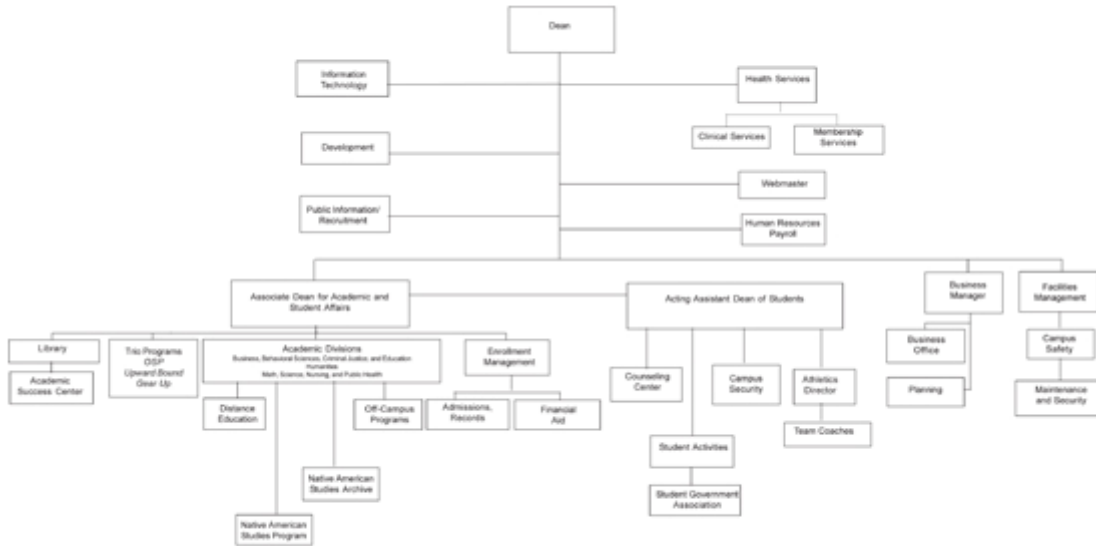 Dean
Information
Technology
Health Services
Clinical Services
Membership
Services
Development
Webmaster
Public Information/
Recruitment
Human Resources
Payroll
Associate Dean for Academic and
Student Affairs
Acting Assistant Dean of Students
Business
Manager
Facilities
Management
Library
Academic
Success Center
Trio Programs
OSP
Upward Bound
Gear Up
Academic Divisions
Business, Behavioral Sciences, Criminal Justice, and Education
Humanities
Math, Science, Nursing, and Public Health
Enrollment
Management
Distance
Education
Off-Campus
Programs
Admissions,
Records
Financial
Aid
Native American
Studies Archive
Native American
Studies Program
Counseling
Center
Campus
Security
Athletics
Director
Team Coaches
Student Activities
Student Government
Association
Business
Office
Planning
Campus
Safety
Maintenance
and Security